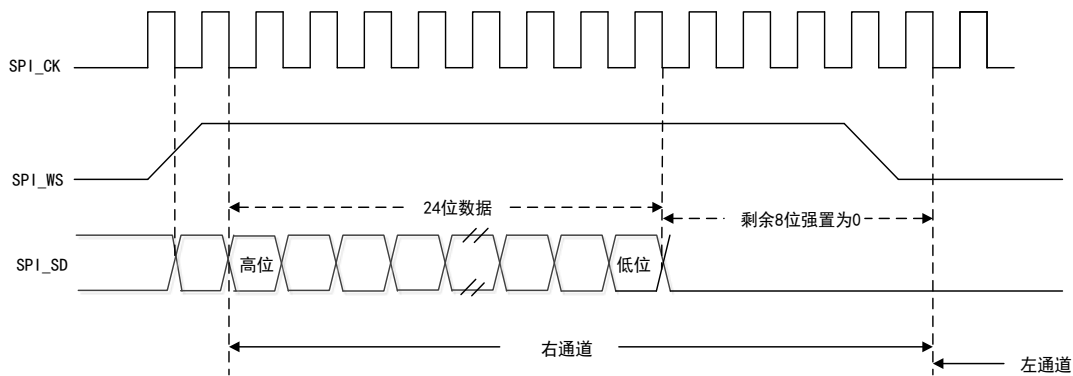 SPI_CK
SPI_WS
24位数据
剩余8位强置为0
SPI_SD
高位
低位
右通道
左通道